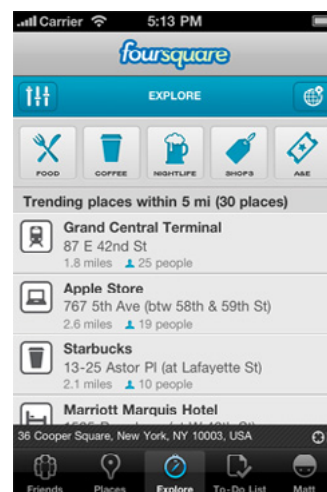 Carrier 5:13 PM
foursquare
EXPLORE
FOOD COFFEE NIGHTLIFE SHOPS A&E
Trending places within 5 mi (30 places)
Grand Central Terminal
87 E 42nd St
1.8 miles 25 people
Apple Store
767 5th Ave (btw 58th & 59th St)
2.6 miles 19 people
Starbucks
13-25 Astor Pl (at Lafayette St)
2.1 miles 10 people
Marriott Marquis Hotel
36 Cooper Square, New York, NY 10003, USA
Friends Places Explore To-Do List Matt